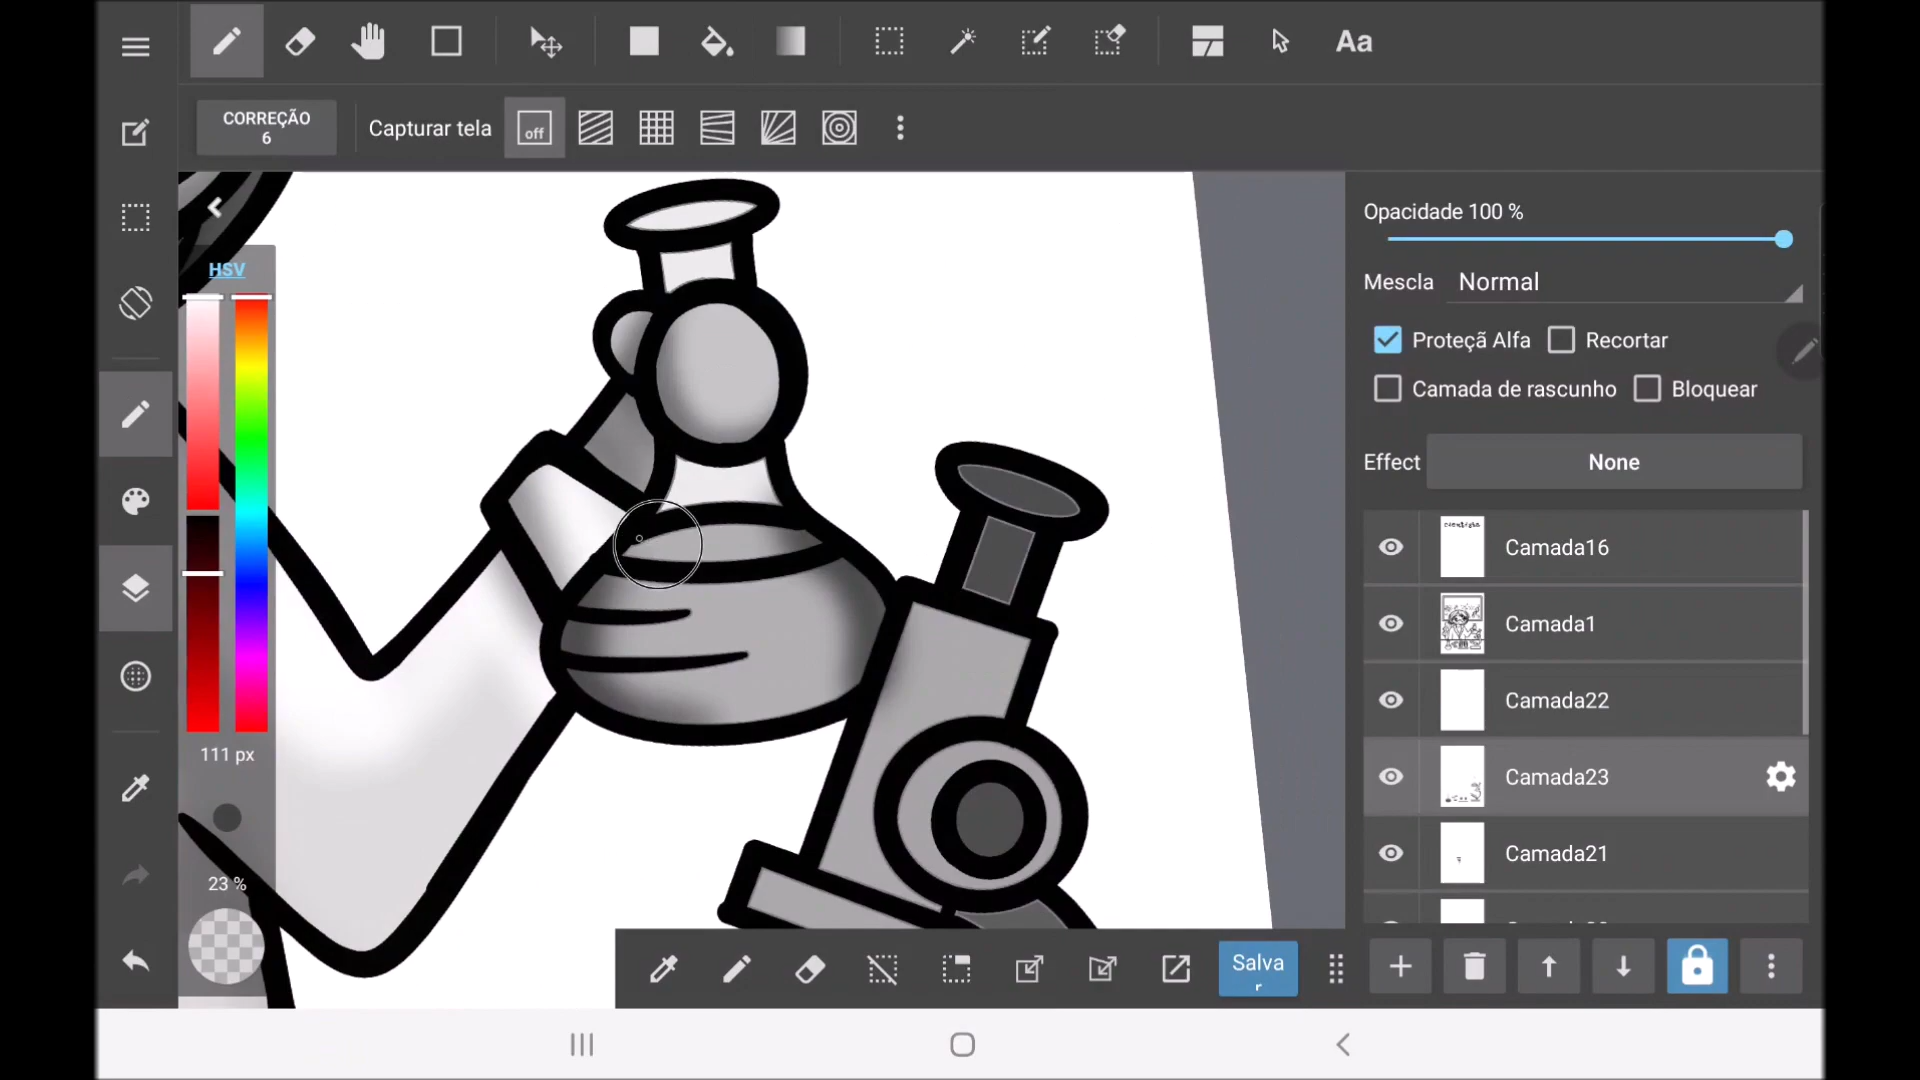 Aa
CORREÇÃO
6
Capturar tela
off
HSV
111 px
23 %
Opacidade 100 %
Mescla
Normal
Proteçã Alfa
Recortar
Camada de rascunho
Bloquear
Effect
None
Camada16
Camada1
Camada22
Camada23
Camada21
Salva
r